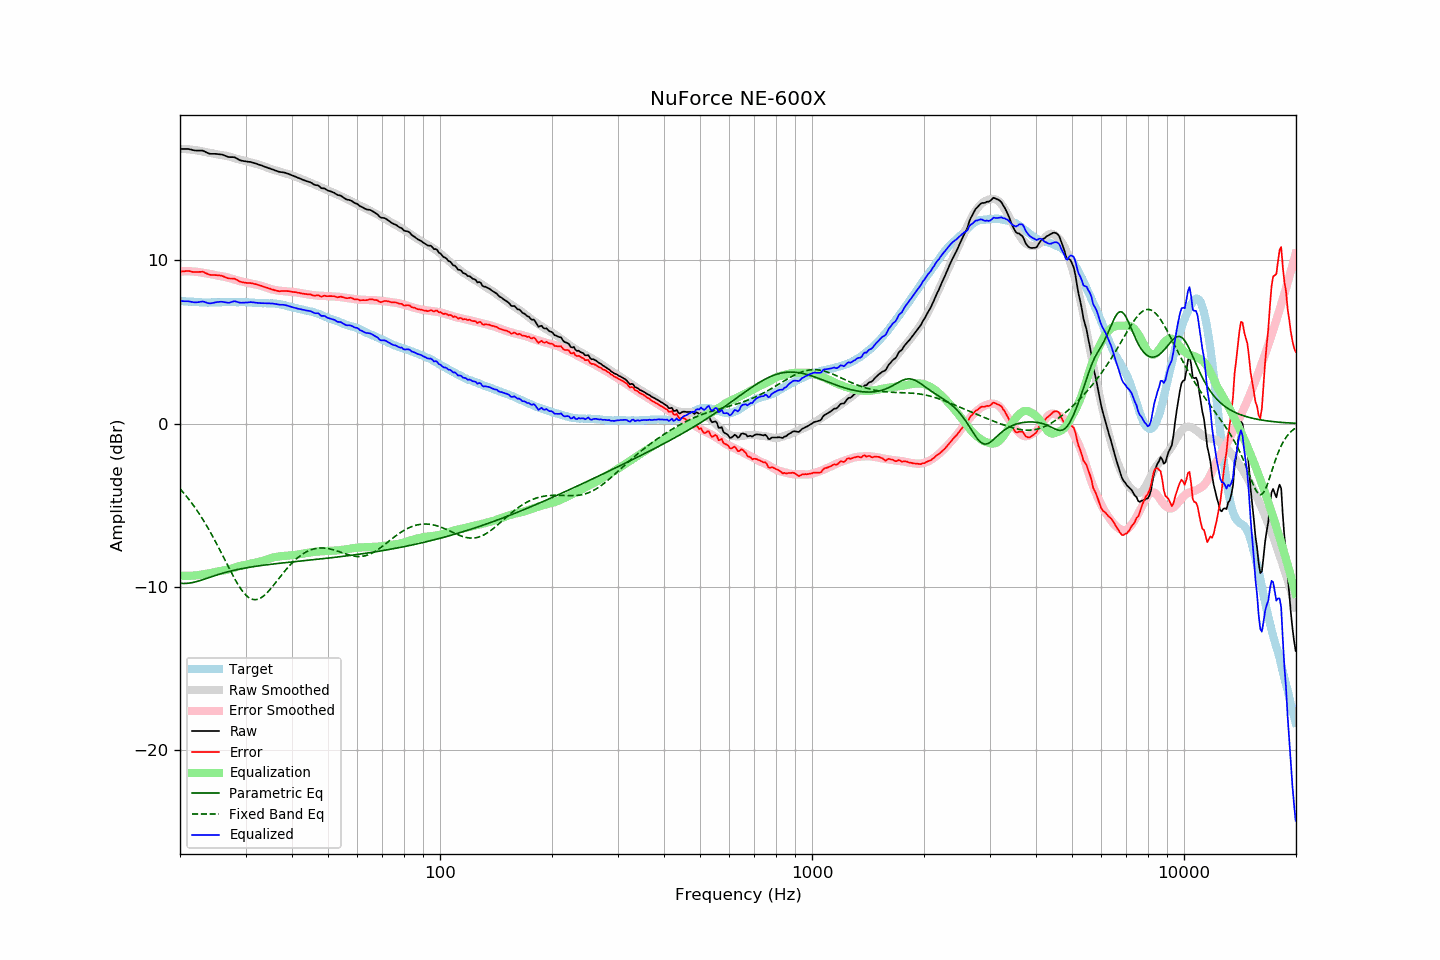 NuForce NE-600X
Amplitude (dBr)
10
0
−10
−20
Target
Raw Smoothed
Error Smoothed
Raw
Error
Equalization
Parametric Eq
Fixed Band Eq
Equalized
100
1000
10000
Frequency (Hz)